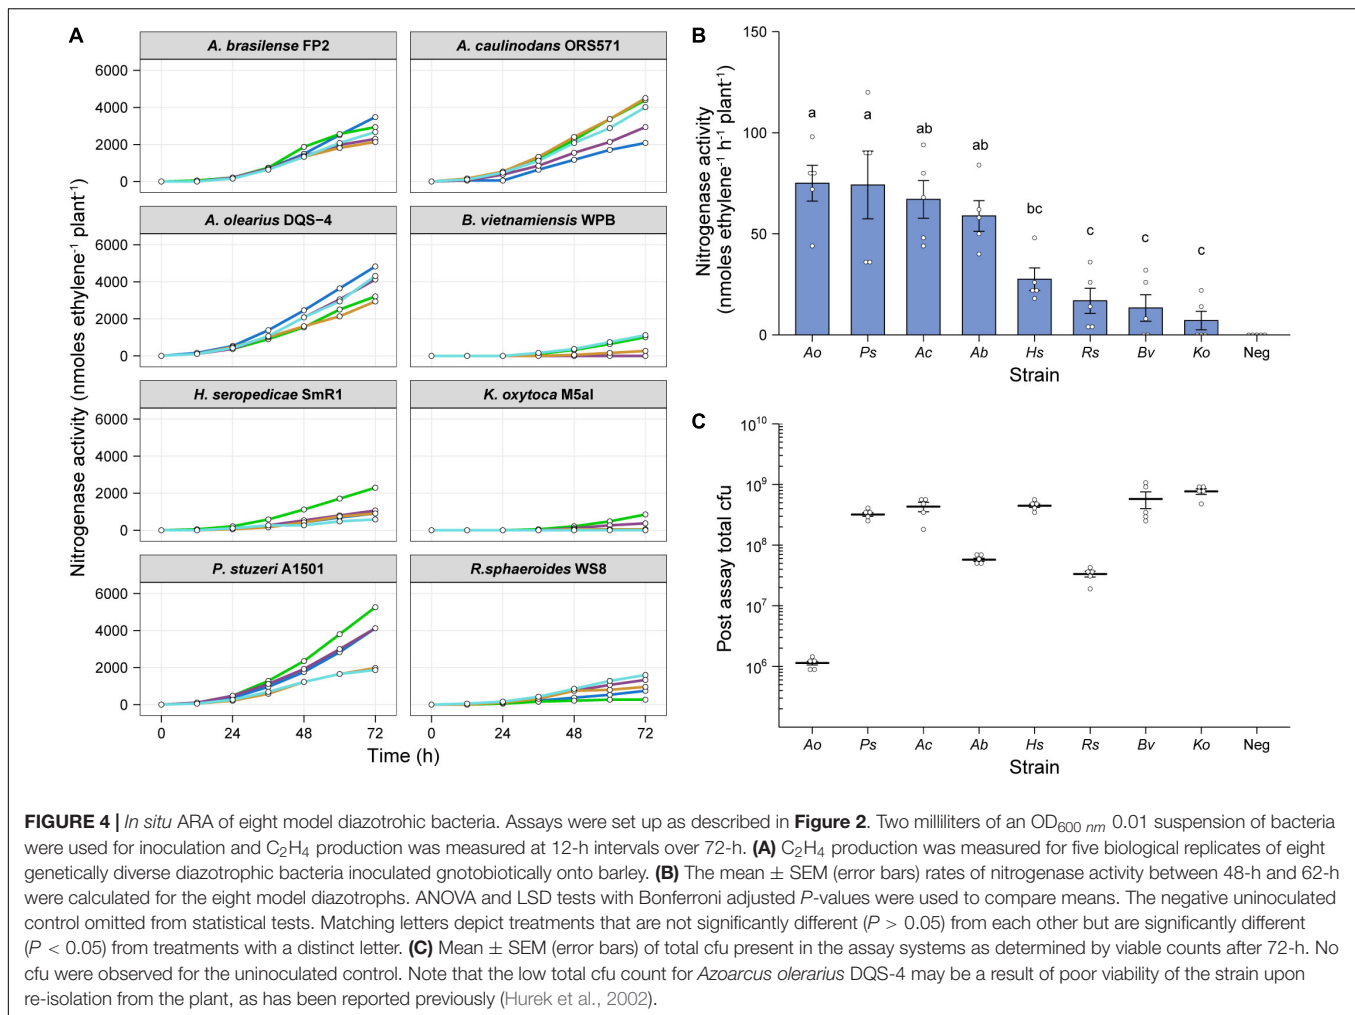 A
A. brasilense FP2
A. caulinodans ORS571
6000
4000
2000
0
A. olearius DQS−4
B. vietnamiensis WPB
6000
4000
2000
0
H. seropedicae SmR1
K. oxytoca M5al
6000
4000
2000
0
P. stuzeri A1501
R.sphaeroides WS8
6000
4000
2000
0
0 24 48 72
0 24 48 72
Time (h)
Nitrogenase activity (nmoles ethylene⁻¹ plant⁻¹)
B
Nitrogenase activity
(nmoles ethylene⁻¹ h⁻¹ plant⁻¹)
150
100
50
0
a a ab ab bc c c c
Ao Ps Ac Ab Hs Rs Bv Ko Neg
Strain
C
Post assay total cfu
10¹⁰
10⁹
10⁸
10⁷
10⁶
Ao Ps Ac Ab Hs Rs Bv Ko Neg
Strain
FIGURE 4 | In situ ARA of eight model diazotrohic bacteria. Assays were set up as described in Figure 2. Two milliliters of an OD₆₀₀ nm 0.01 suspension of bacteria
were used for inoculation and C₂H₄ production was measured at 12-h intervals over 72-h. (A) C₂H₄ production was measured for five biological replicates of eight
genetically diverse diazotrophic bacteria inoculated gnotobiotically onto barley. (B) The mean ± SEM (error bars) rates of nitrogenase activity between 48-h and 62-h
were calculated for the eight model diazotrophs. ANOVA and LSD tests with Bonferroni adjusted P-values were used to compare means. The negative uninoculated
control omitted from statistical tests. Matching letters depict treatments that are not significantly different (P > 0.05) from each other but are significantly different
(P < 0.05) from treatments with a distinct letter. (C) Mean ± SEM (error bars) of total cfu present in the assay systems as determined by viable counts after 72-h. No
cfu were observed for the uninoculated control. Note that the low total cfu count for Azoarcus olerarius DQS-4 may be a result of poor viability of the strain upon
re-isolation from the plant, as has been reported previously (Hurek et al., 2002).